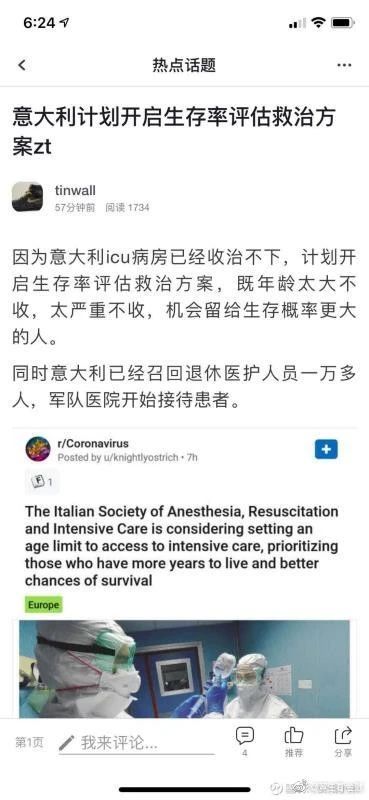 6:24
热点话题
意大利计划开启生存率评估救治方
案zt
tinwall
57分钟前 阅读 1734
因为意大利icu病房已经收治不下，计划开
启生存率评估救治方案，既年龄太大不
收，太严重不收，机会留给生存概率更大
的人。
同时意大利已经召回退休医护人员一万多
人，军队医院开始接待患者。
r/Coronavirus
Posted by u/knightlyostrich • 7h
1
The Italian Society of Anesthesia, Resuscitation
and Intensive Care is considering setting an
age limit to access to intensive care, prioritizing
those who have more years to live and better
chances of survival
Europe
第1页
我来评论...
4
推荐
分享